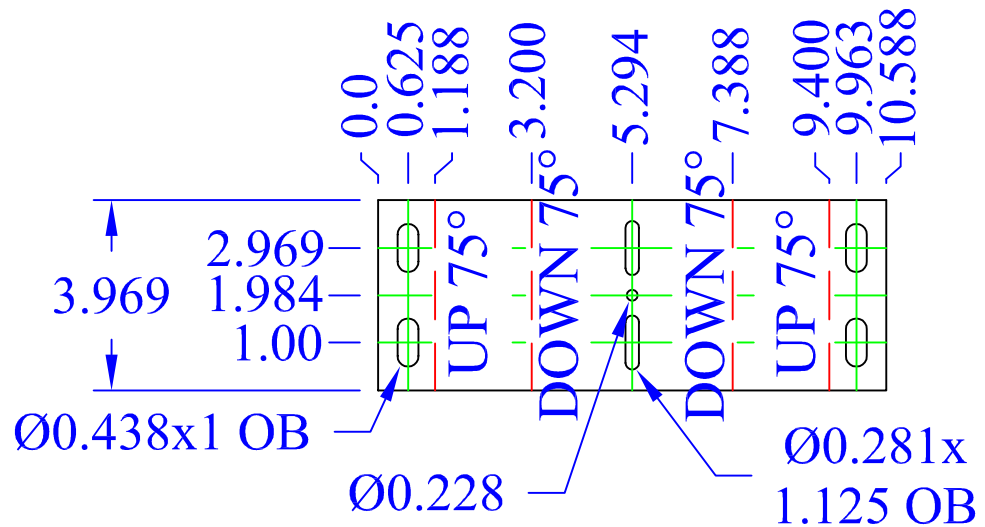 0.0
0.625
1.188
3.200
5.294
7.388
9.400
9.963
10.588
2.969
3.969
1.984
1.00
UP 75°
DOWN 75°
DOWN 75°
UP 75°
Ø0.438x1 OB
Ø0.228
Ø0.281x
1.125 OB